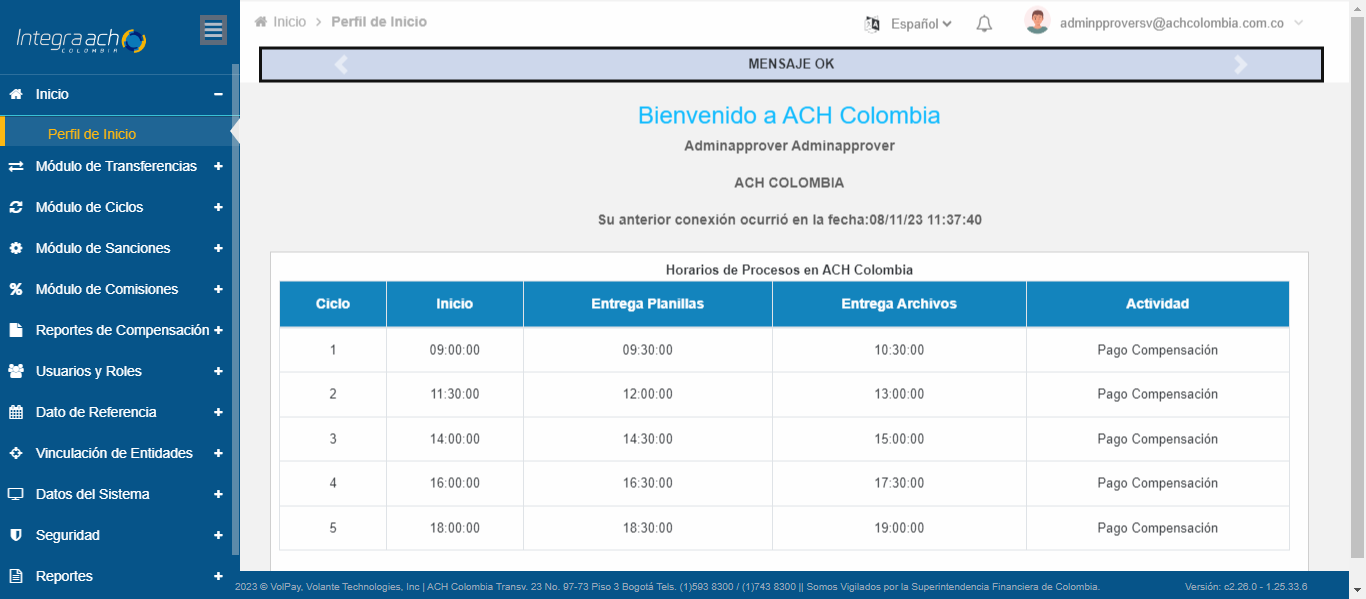 Integra ach
COLOMBIA
Inicio
Perfil de Inicio
Módulo de Transferencias
Módulo de Ciclos
Módulo de Sanciones
Módulo de Comisiones
Reportes de Compensación
Usuarios y Roles
Dato de Referencia
Vinculación de Entidades
Datos del Sistema
Seguridad
Reportes
Inicio > Perfil de Inicio
Español
adminpproversv@achcolombia.com.co
MENSAJE OK
Bienvenido a ACH Colombia
Adminapprover Adminapprover
ACH COLOMBIA
Su anterior conexión ocurrió en la fecha:08/11/23 11:37:40
Horarios de Procesos en ACH Colombia
Ciclo Inicio Entrega Planillas Entrega Archivos Actividad
1 09:00:00 09:30:00 10:30:00 Pago Compensación
2 11:30:00 12:00:00 13:00:00 Pago Compensación
3 14:00:00 14:30:00 15:00:00 Pago Compensación
4 16:00:00 16:30:00 17:30:00 Pago Compensación
5 18:00:00 18:30:00 19:00:00 Pago Compensación
2023 © VolPay, Volante Technologies, Inc | ACH Colombia Transv. 23 No. 97-73 Piso 3 Bogotá Tels. (1)593 8300 / (1)743 8300 || Somos Vigilados por la Superintendencia Financiera de Colombia. Versión: c2.26.0 - 1.25.33.6